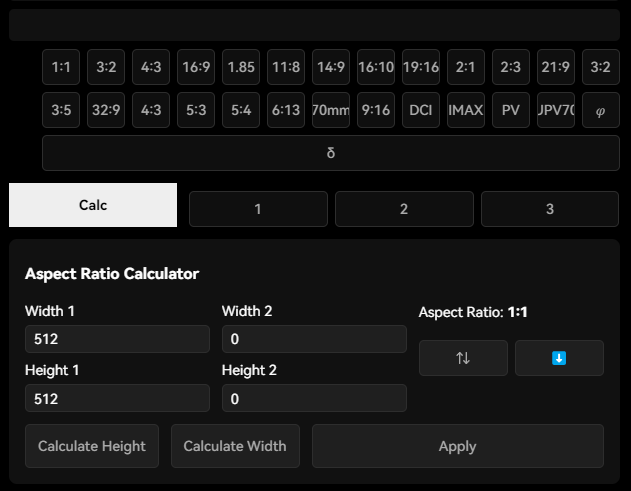 1:1 3:2 4:3 16:9 1.85 11:8 14:9 16:10 19:16 2:1 2:3 21:9 3:2
3:5 32:9 4:3 5:3 5:4 6:13 70mm 9:16 DCI IMAX PV JPV70 φ
δ
Calc 1 2 3
Aspect Ratio Calculator
Width 1 Width 2 Aspect Ratio: 1:1
512 0
Height 1 Height 2
512 0
Calculate Height Calculate Width Apply